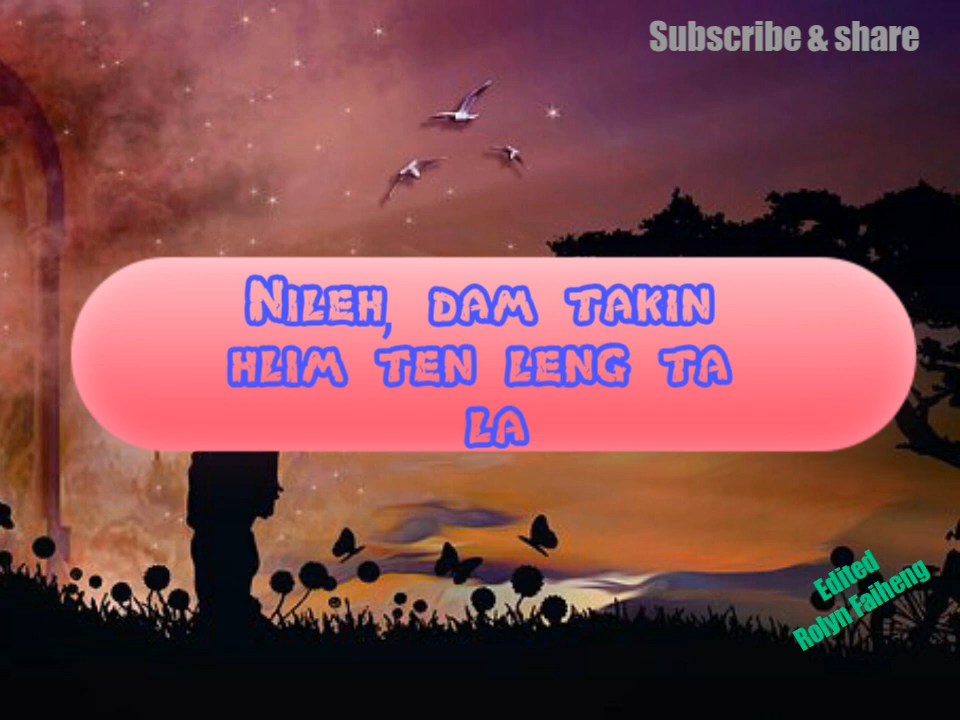 Subscribe & share
Nileh, dam takin
hlim ten leng ta
la
Edited
Rolyn Faiheng